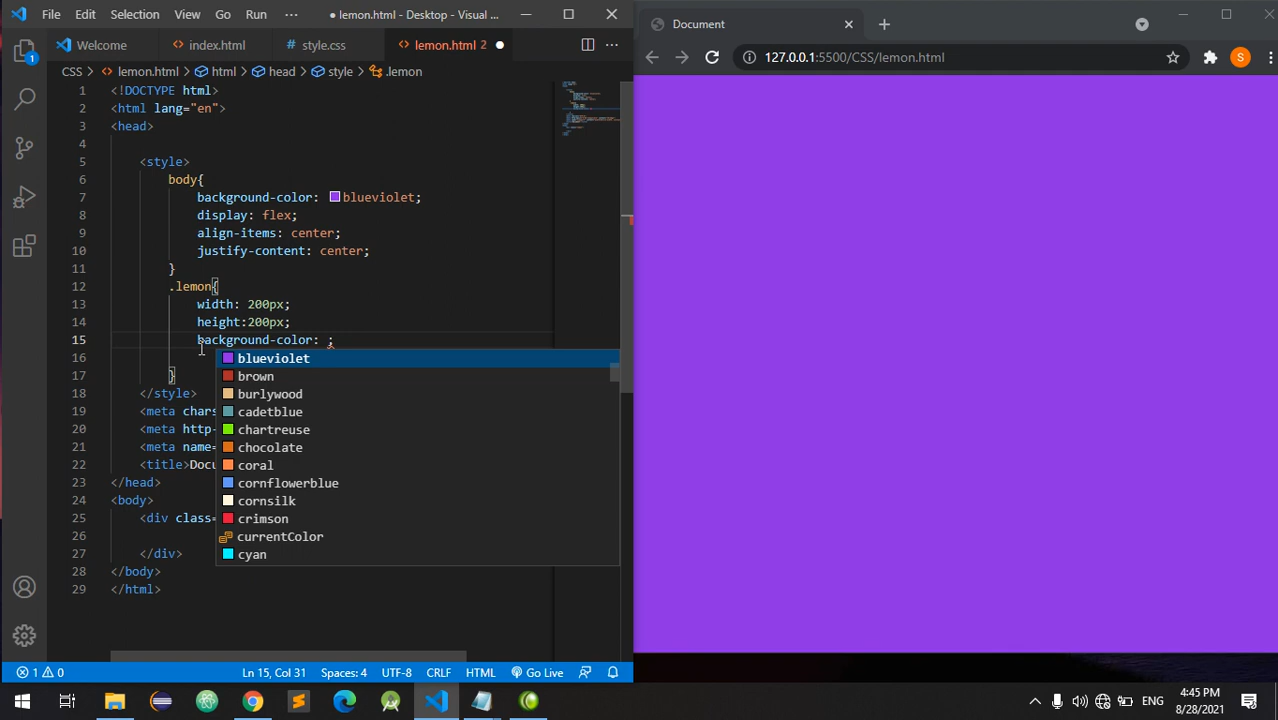 File Edit Selection View Go Run ··· ● lemon.html - Desktop - Visual ...
Welcome index.html # style.css lemon.html 2 ●
CSS > lemon.html > html > head > style > .lemon
1 <!DOCTYPE html>
2 <html lang="en">
3 <head>
4
5 <style>
6 body{
7 background-color: blueviolet;
8 display: flex;
9 align-items: center;
10 justify-content: center;
11 }
12 .lemon{
13 width: 200px;
14 height:200px;
15 background-color: ;
16
17 }
18 </style>
19 <meta chars
20 <meta http-
21 <meta name=
22 <title>Docu
23 </head>
24 <body>
25 <div class=
26
27 </div>
28 </body>
29 </html>
blueviolet
brown
burlywood
cadetblue
chartreuse
chocolate
coral
cornflowerblue
cornsilk
crimson
currentColor
cyan
1
1 0 Ln 15, Col 31 Spaces: 4 UTF-8 CRLF HTML Go Live
Document
127.0.0.1:5500/CSS/lemon.html
S
ENG
4:45 PM
8/28/2021